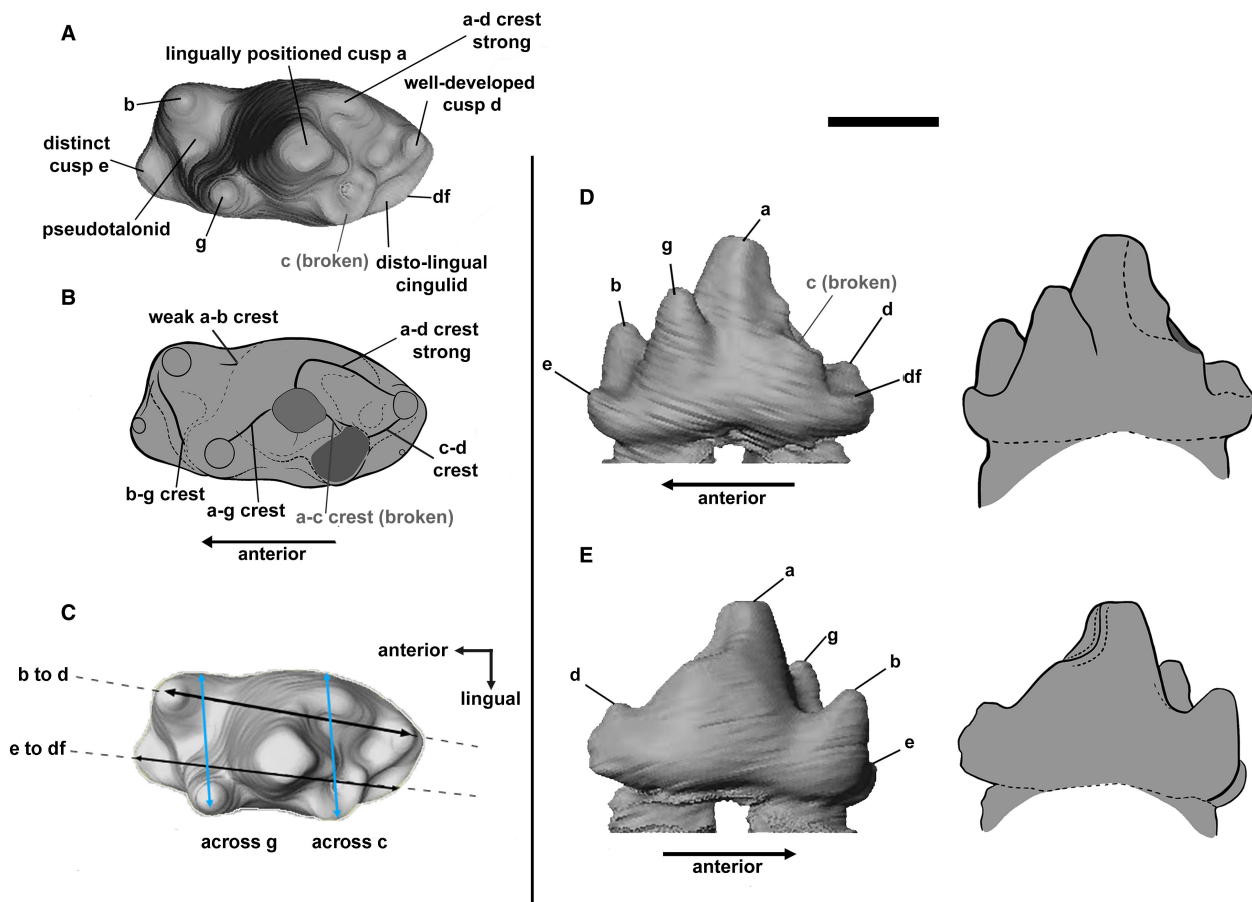 A
a-d crest
strong
lingually positioned cusp a
well-developed
cusp d
b
distinct
cusp e
df
pseudotalonid
g
c (broken)
disto-lingual
cingulid
B
weak a-b crest
a-d crest
strong
c-d
crest
b-g crest
a-g crest
a-c crest (broken)
anterior
C
anterior
lingual
b to d
e to df
across g
across c
D
a
g
b
c (broken)
d
e
df
anterior
E
a
g
b
d
e
anterior